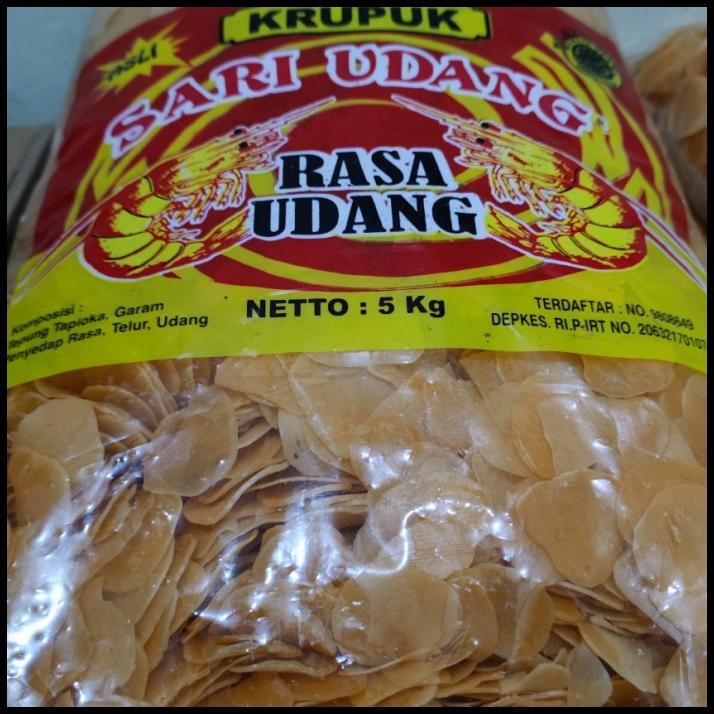 KRUPUK
ASLI
SARI UDANG
RASA
UDANG
Komposisi :
Tepung Tapioka, Garam
Penyedap Rasa, Telur, Udang
NETTO : 5 Kg
TERDAFTAR : NO. 9808649
DEPKES. RI.P-IRT NO. 20632170107